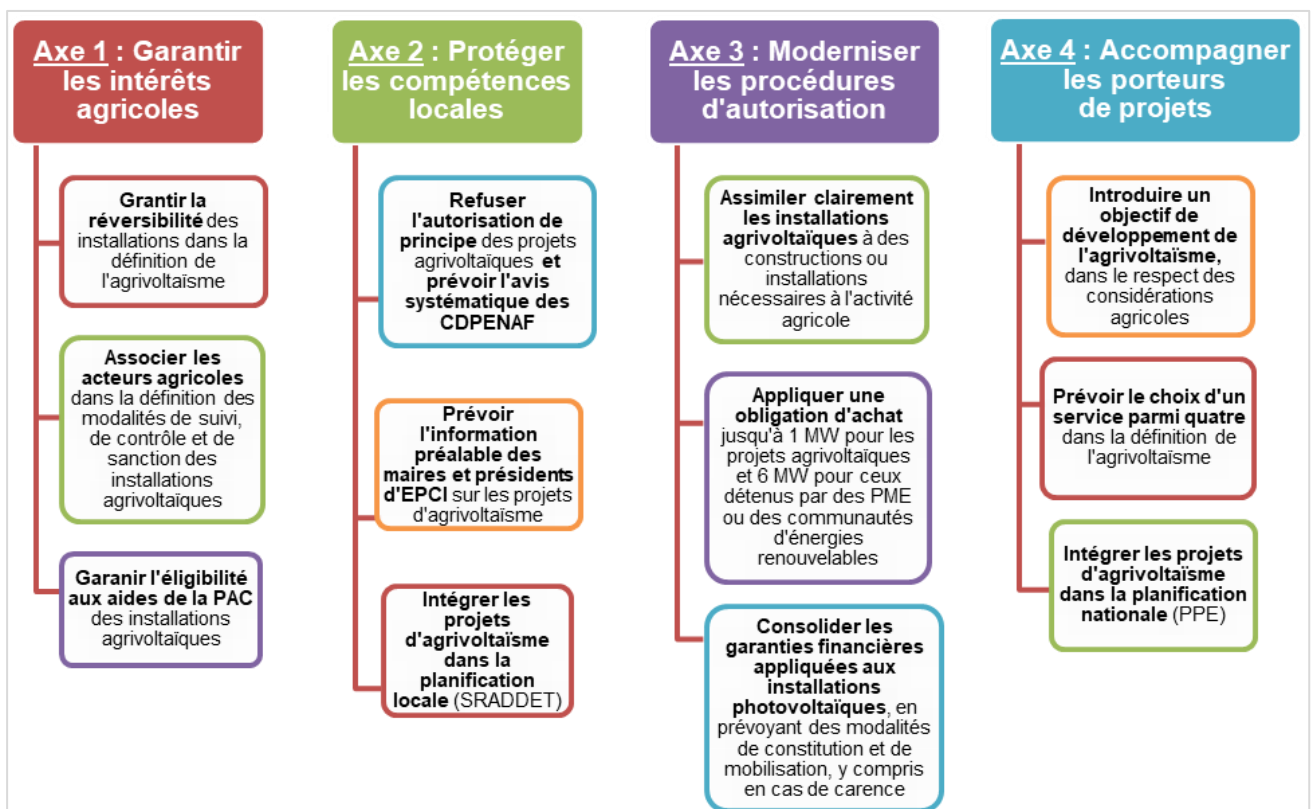 Axe 1 : Garantir
les intérêts
agricoles
Grantir la
réversibilité des
installations dans la
définition de
l'agrivoltaïsme
Associer les
acteurs agricoles
dans la définition des
modalités de suivi,
de contrôle et de
sanction des
installations
agrivoltaïques
Garanir l'éligibilité
aux aides de la PAC
des installations
agrivoltaïques
Axe 2 : Protéger
les compétences
locales
Refuser
l'autorisation de
principe des projets
agrivoltaïques et
prévoir l'avis
systématique des
CDPENAF
Prévoir
l'information
préalable des
maires et présidents
d'EPCI sur les projets
d'agrivoltaïsme
Intégrer les
projets
d'agrivoltaïsme
dans la
planification
locale (SRADDET)
Axe 3 : Moderniser
les procédures
d'autorisation
Assimiler clairement
les installations
agrivoltaïques à des
constructions ou
installations
nécessaires à l'activité
agricole
Appliquer une
obligation d'achat
jusqu'à 1 MW pour les
projets agrivoltaïques
et 6 MW pour ceux
détenus par des PME
ou des communautés
d'énergies
renouvelables
Consolider les
garanties financières
appliquées aux
installations
photovoltaïques, en
prévoyant des modalités
de constitution et de
mobilisation, y compris
en cas de carence
Axe 4 : Accompagner
les porteurs
de projets
Introduire un
objectif de
développement de
l'agrivoltaïsme,
dans le respect des
considérations
agricoles
Prévoir le choix d'un
service parmi quatre
dans la définition de
l'agrivoltaïsme
Intégrer les projets
d'agrivoltaïsme
dans la planification
nationale (PPE)